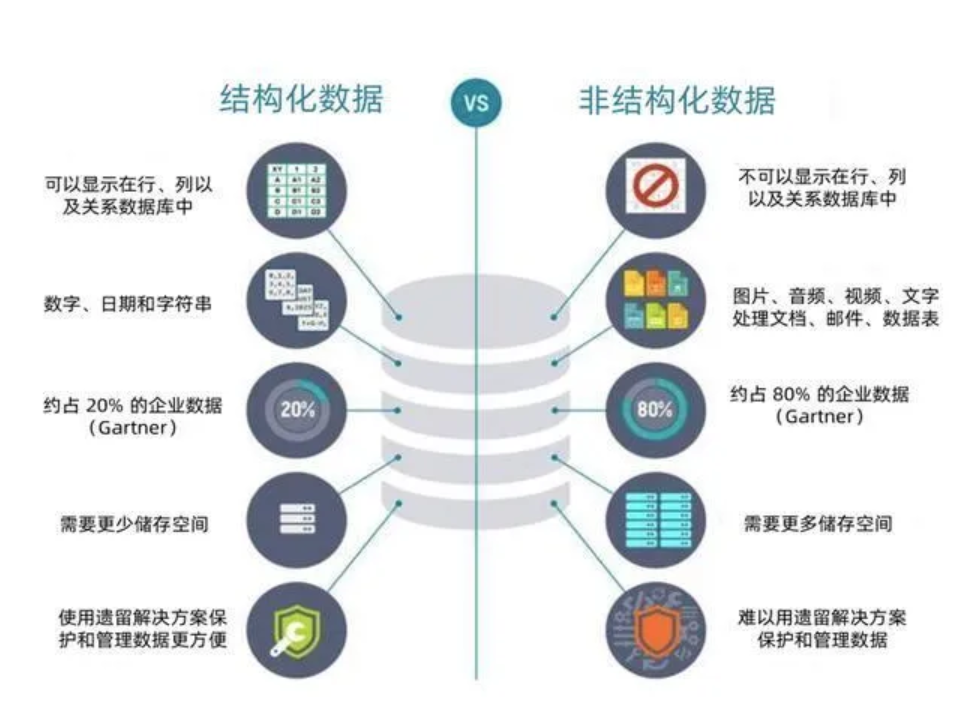 结构化数据
VS
非结构化数据
可以显示在行、列以
及关系数据库中
XY 1 2
A A1 A2
B B1 B2
C C1 C2
D D1 D2
不可以显示在行、列
以及关系数据库中
数字、日期和字符串
图片、音频、视频、文字
处理文档、邮件、数据表
约占 20% 的企业数据
（Gartner）
20%
80%
约占 80% 的企业数据
（Gartner）
需要更少储存空间
需要更多储存空间
使用遗留解决方案保
护和管理数据更方便
难以用遗留解决方案
保护和管理数据